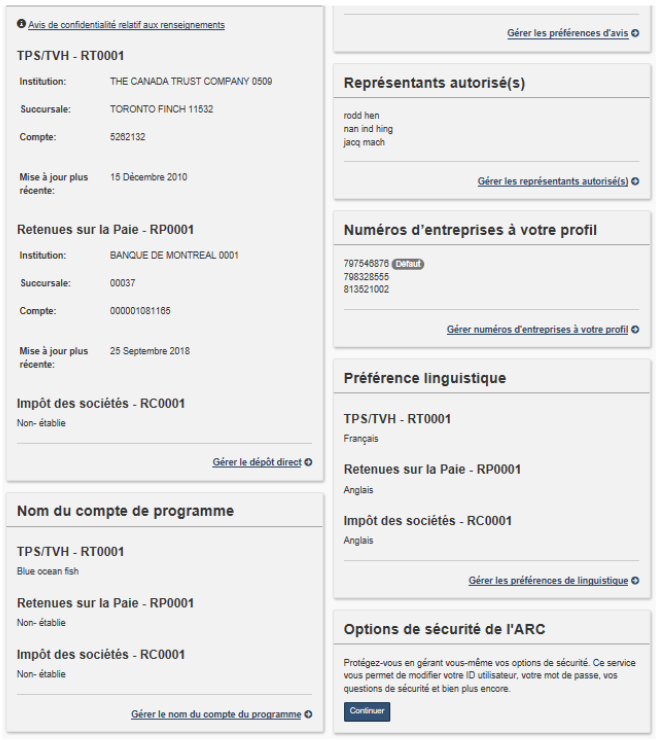 Avis de confidentialité relatif aux renseignements
TPS/TVH - RT0001
Institution: THE CANADA TRUST COMPANY 0509
Succursale: TORONTO FINCH 11532
Compte: 5262132
Mise à jour plus récente: 15 Décembre 2010
Retenues sur la Paie - RP0001
Institution: BANQUE DE MONTREAL 0001
Succursale: 00037
Compte: 000001081165
Mise à jour plus récente: 25 Septembre 2018
Impôt des sociétés - RC0001
Non- établie
Gérer le dépôt direct
Nom du compte de programme
TPS/TVH - RT0001
Blue ocean fish
Retenues sur la Paie - RP0001
Non- établie
Impôt des sociétés - RC0001
Non- établie
Gérer le nom du compte du programme
Gérer les préférences d'avis
Représentants autorisé(s)
rodd hen
nan ind hing
jacq mach
Gérer les représentants autorisé(s)
Numéros d’entreprises à votre profil
797546876 Défaut
798328555
813521002
Gérer numéros d'entreprises à votre profil
Préférence linguistique
TPS/TVH - RT0001
Français
Retenues sur la Paie - RP0001
Anglais
Impôt des sociétés - RC0001
Anglais
Gérer les préférences de linguistique
Options de sécurité de l'ARC
Protégez-vous en gérant vous-même vos options de sécurité. Ce service
vous permet de modifier votre ID utilisateur, votre mot de passe, vos
questions de sécurité et bien plus encore.
Continuer